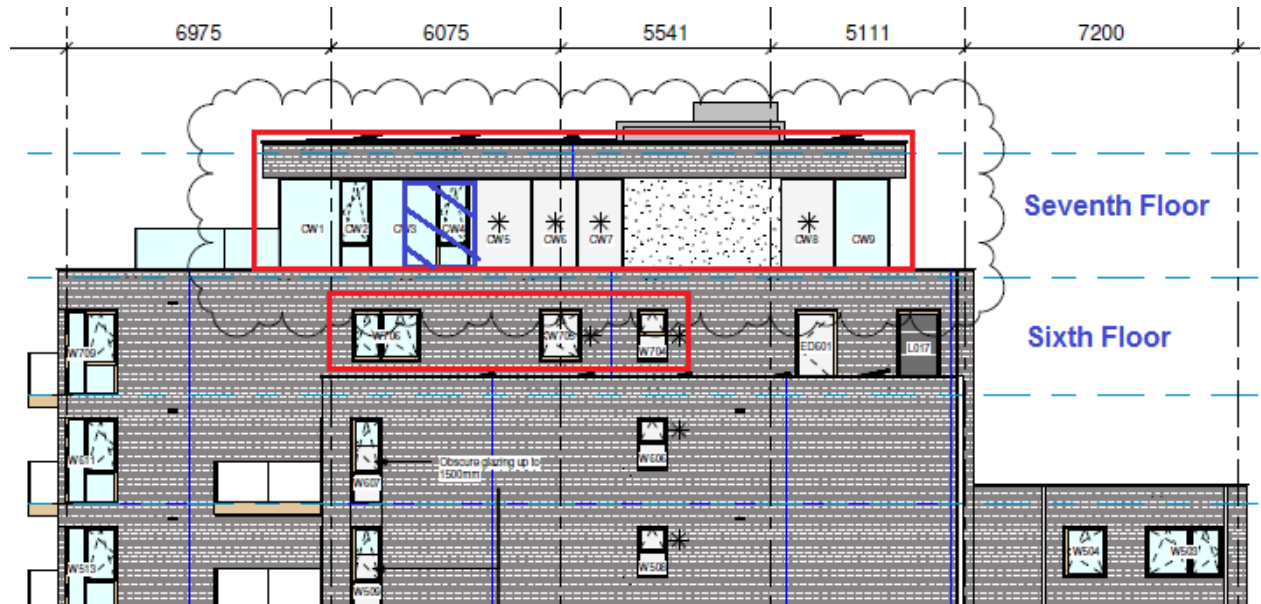 6975 6075 5541 5111 7200
Seventh Floor
CW1 CW2 CW3 CW4 CW5 CW6 CW7 CW8 CW9
Sixth Floor
W709 W706 W705 W704 ED601 L017
Obscure glazing up to
1500mm
W611 W607 W606
W504 W503
W513 W509 W508